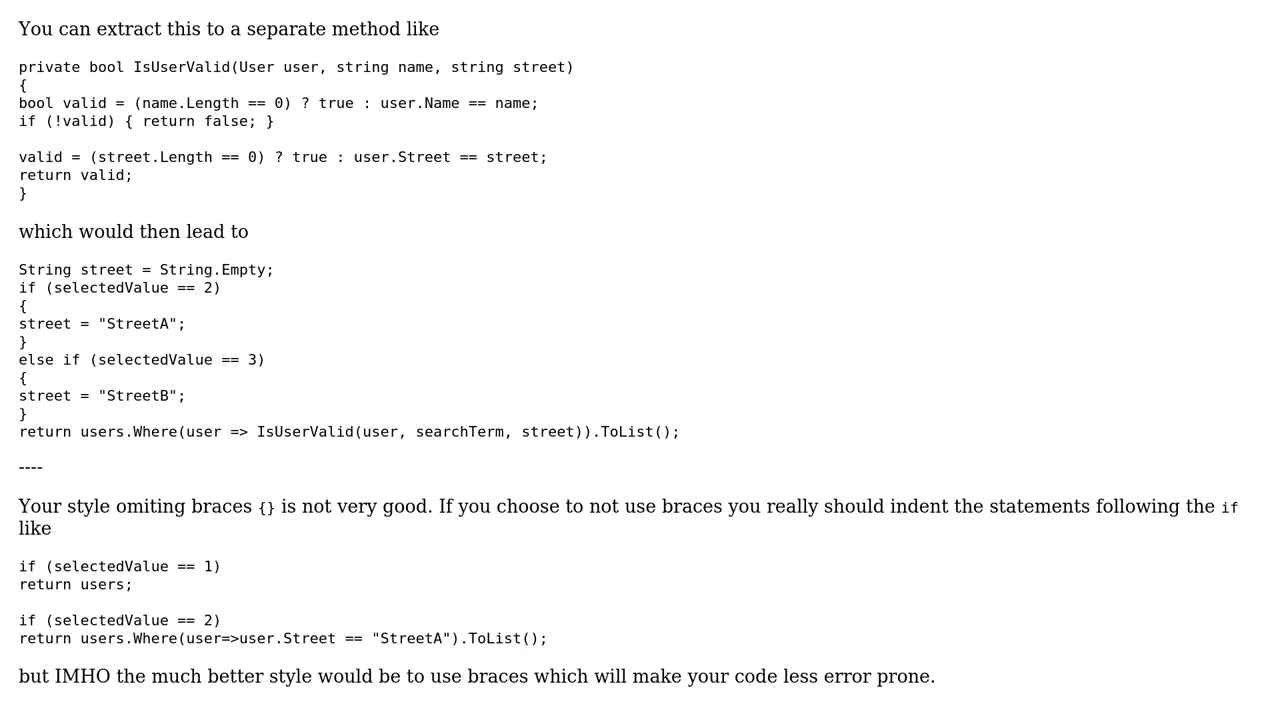 You can extract this to a separate method like
private bool IsUserValid(User user, string name, string street)
{
bool valid = (name.Length == 0) ? true : user.Name == name;
if (!valid) { return false; }
valid = (street.Length == 0) ? true : user.Street == street;
return valid;
}
which would then lead to
String street = String.Empty;
if (selectedValue == 2)
{
street = "StreetA";
}
else if (selectedValue == 3)
{
street = "StreetB";
}
return users.Where(user => IsUserValid(user, searchTerm, street)).ToList();
----
Your style omiting braces {} is not very good. If you choose to not use braces you really should indent the statements following the if
like
if (selectedValue == 1)
return users;
if (selectedValue == 2)
return users.Where(user=>user.Street == "StreetA").ToList();
but IMHO the much better style would be to use braces which will make your code less error prone.